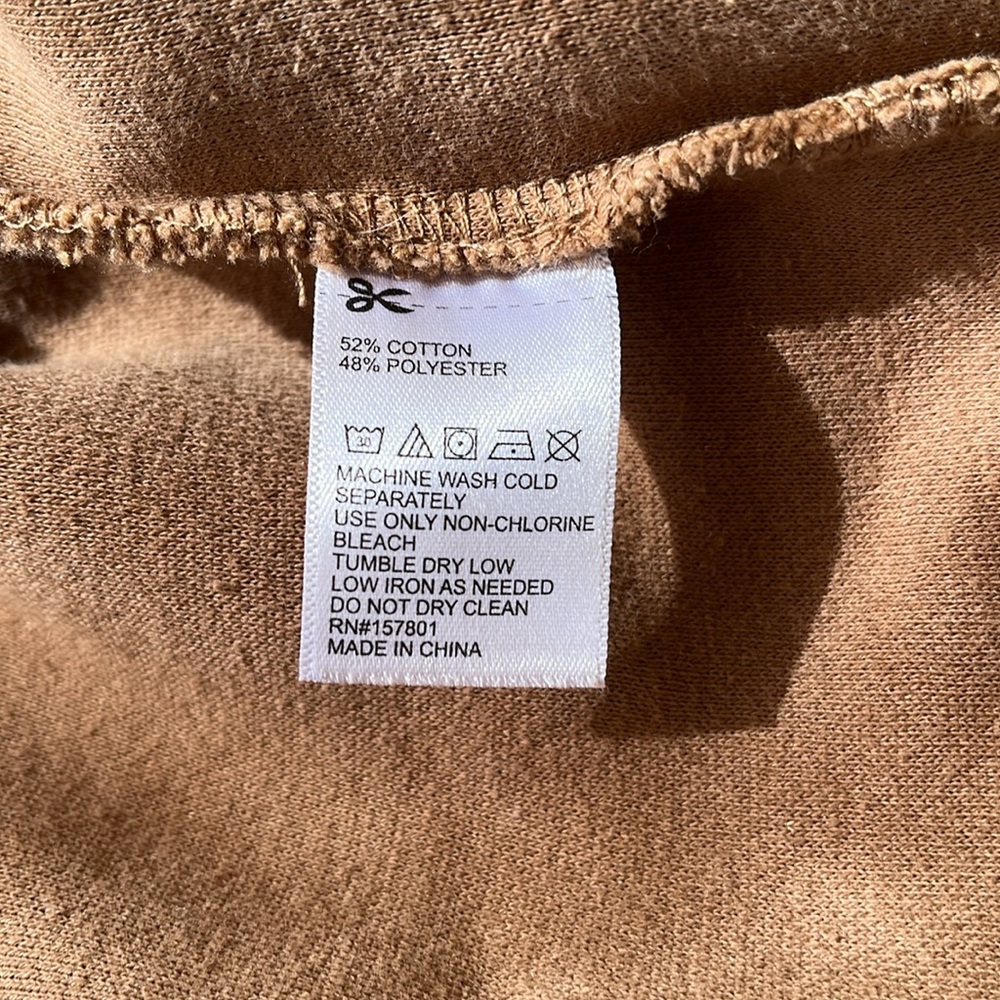 52% COTTON
48% POLYESTER
30
MACHINE WASH COLD
SEPARATELY
USE ONLY NON-CHLORINE
BLEACH
TUMBLE DRY LOW
LOW IRON AS NEEDED
DO NOT DRY CLEAN
RN#157801
MADE IN CHINA